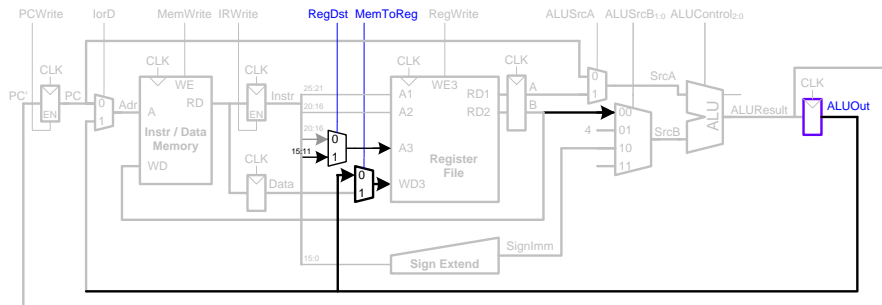 PCWrite IorD MemWrite IRWrite RegDst MemToReg RegWrite ALUSrcA ALUSrcB1:0 ALUControl2:0
CLK CLK CLK CLK CLK CLK
PC' PC EN 0 1 Adr A WE RD Instr / Data Memory WD
EN Instr 25:21 20:16 20:16 15:11 0 1
CLK Data 0 1
A1 A2 A3 WD3 WE3 RD1 RD2 Register File
A B 0 1 SrcA
4 00 01 10 11 SrcB
ALU ALUResult ALUOut
15:0 Sign Extend SignImm